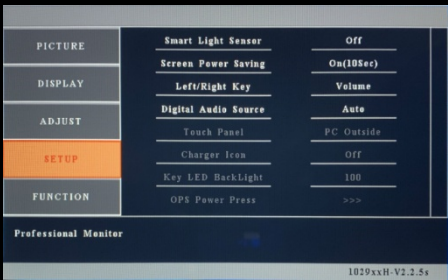 PICTURE
DISPLAY
ADJUST
SETUP
FUNCTION
Smart Light Sensor Off
Screen Power Saving On(10Sec)
Left/Right Key Volume
Digital Audio Source Auto
Touch Panel PC Outside
Charger Icon Off
Key LED BackLight 100
OPS Power Press >>>
Professional Monitor
1029xxH-V2.2.5s